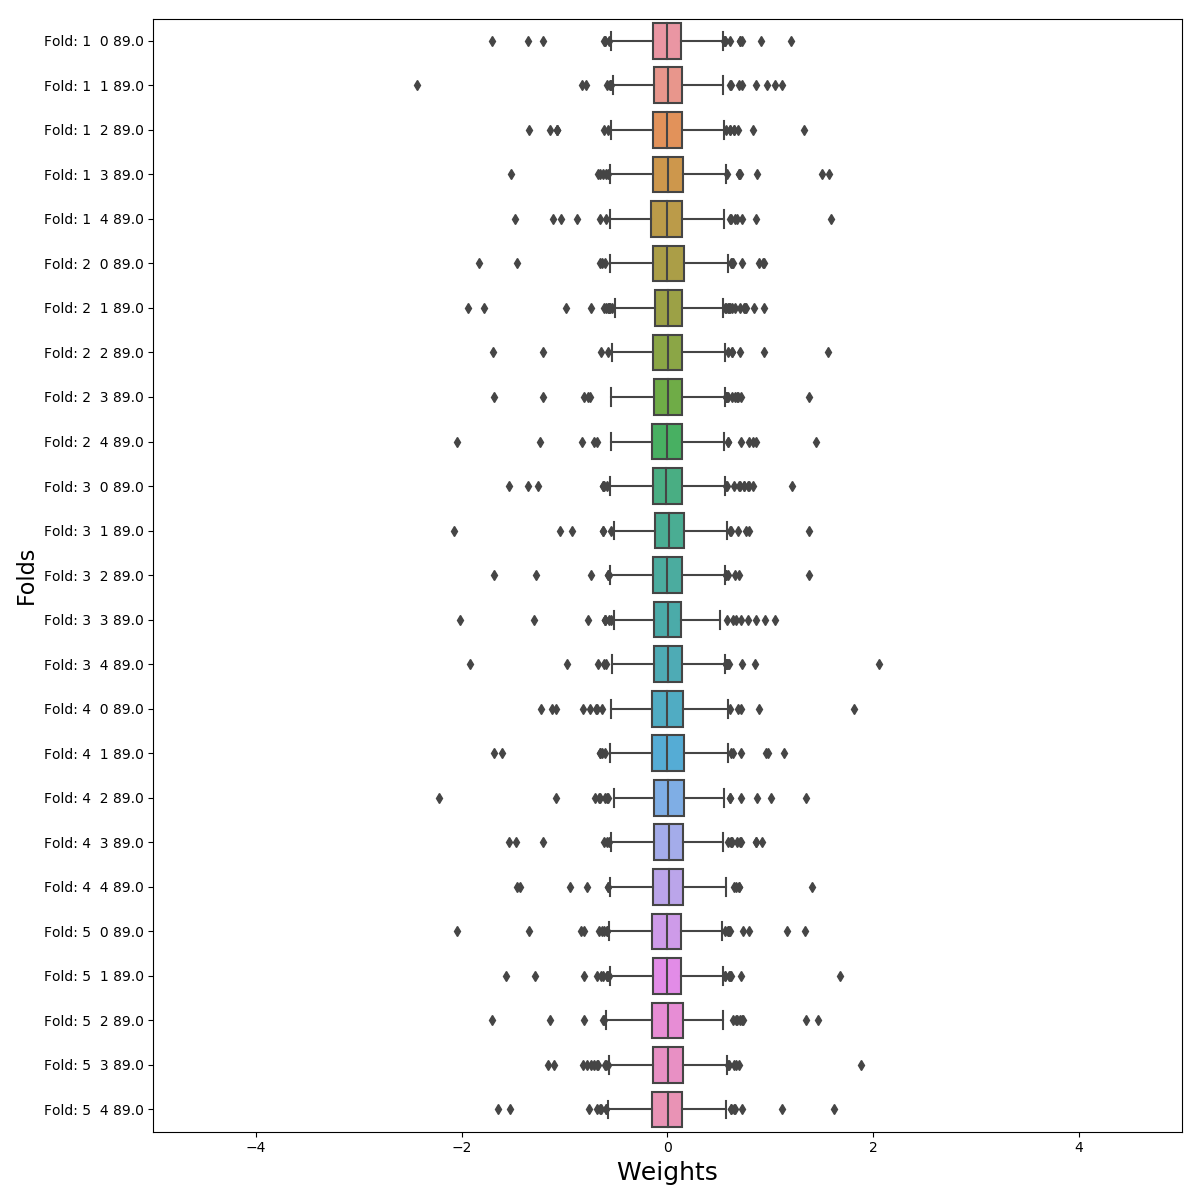 Fold: 1  0 89.0
Fold: 1  1 89.0
Fold: 1  2 89.0
Fold: 1  3 89.0
Fold: 1  4 89.0
Fold: 2  0 89.0
Fold: 2  1 89.0
Fold: 2  2 89.0
Fold: 2  3 89.0
Fold: 2  4 89.0
Fold: 3  0 89.0
Fold: 3  1 89.0
Fold: 3  2 89.0
Fold: 3  3 89.0
Fold: 3  4 89.0
Fold: 4  0 89.0
Fold: 4  1 89.0
Fold: 4  2 89.0
Fold: 4  3 89.0
Fold: 4  4 89.0
Fold: 5  0 89.0
Fold: 5  1 89.0
Fold: 5  2 89.0
Fold: 5  3 89.0
Fold: 5  4 89.0
Folds
−4 −2 0 2 4
Weights